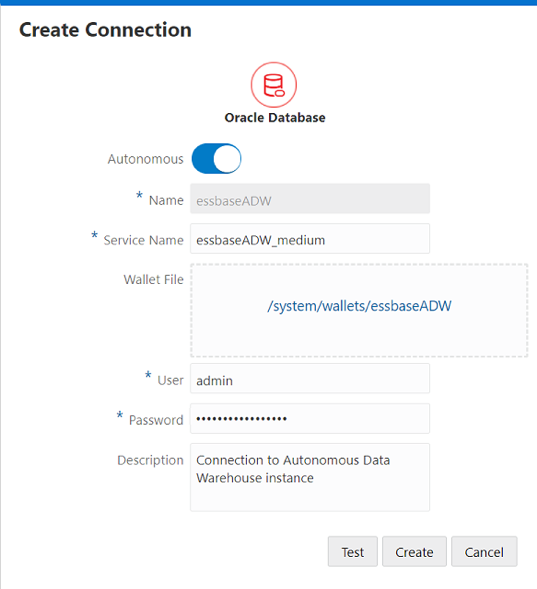 Create Connection
Oracle Database
Autonomous
* Name essbaseADW
* Service Name essbaseADW_medium
Wallet File
/system/wallets/essbaseADW
* User admin
* Password •••••••••••••••••
Description Connection to Autonomous Data
Warehouse instance
Test Create Cancel